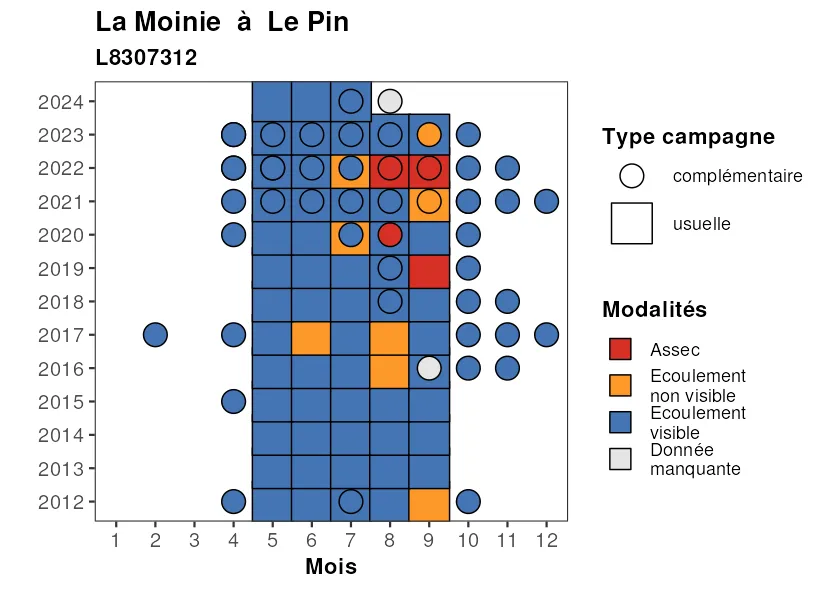 La Moinie à Le Pin
L8307312
2024
2023
2022
2021
2020
2019
2018
2017
2016
2015
2014
2013
2012
1 2 3 4 5 6 7 8 9 10 11 12
Mois
Type campagne
complémentaire
usuelle
Modalités
Assec
Ecoulement
non visible
Ecoulement
visible
Donnée
manquante